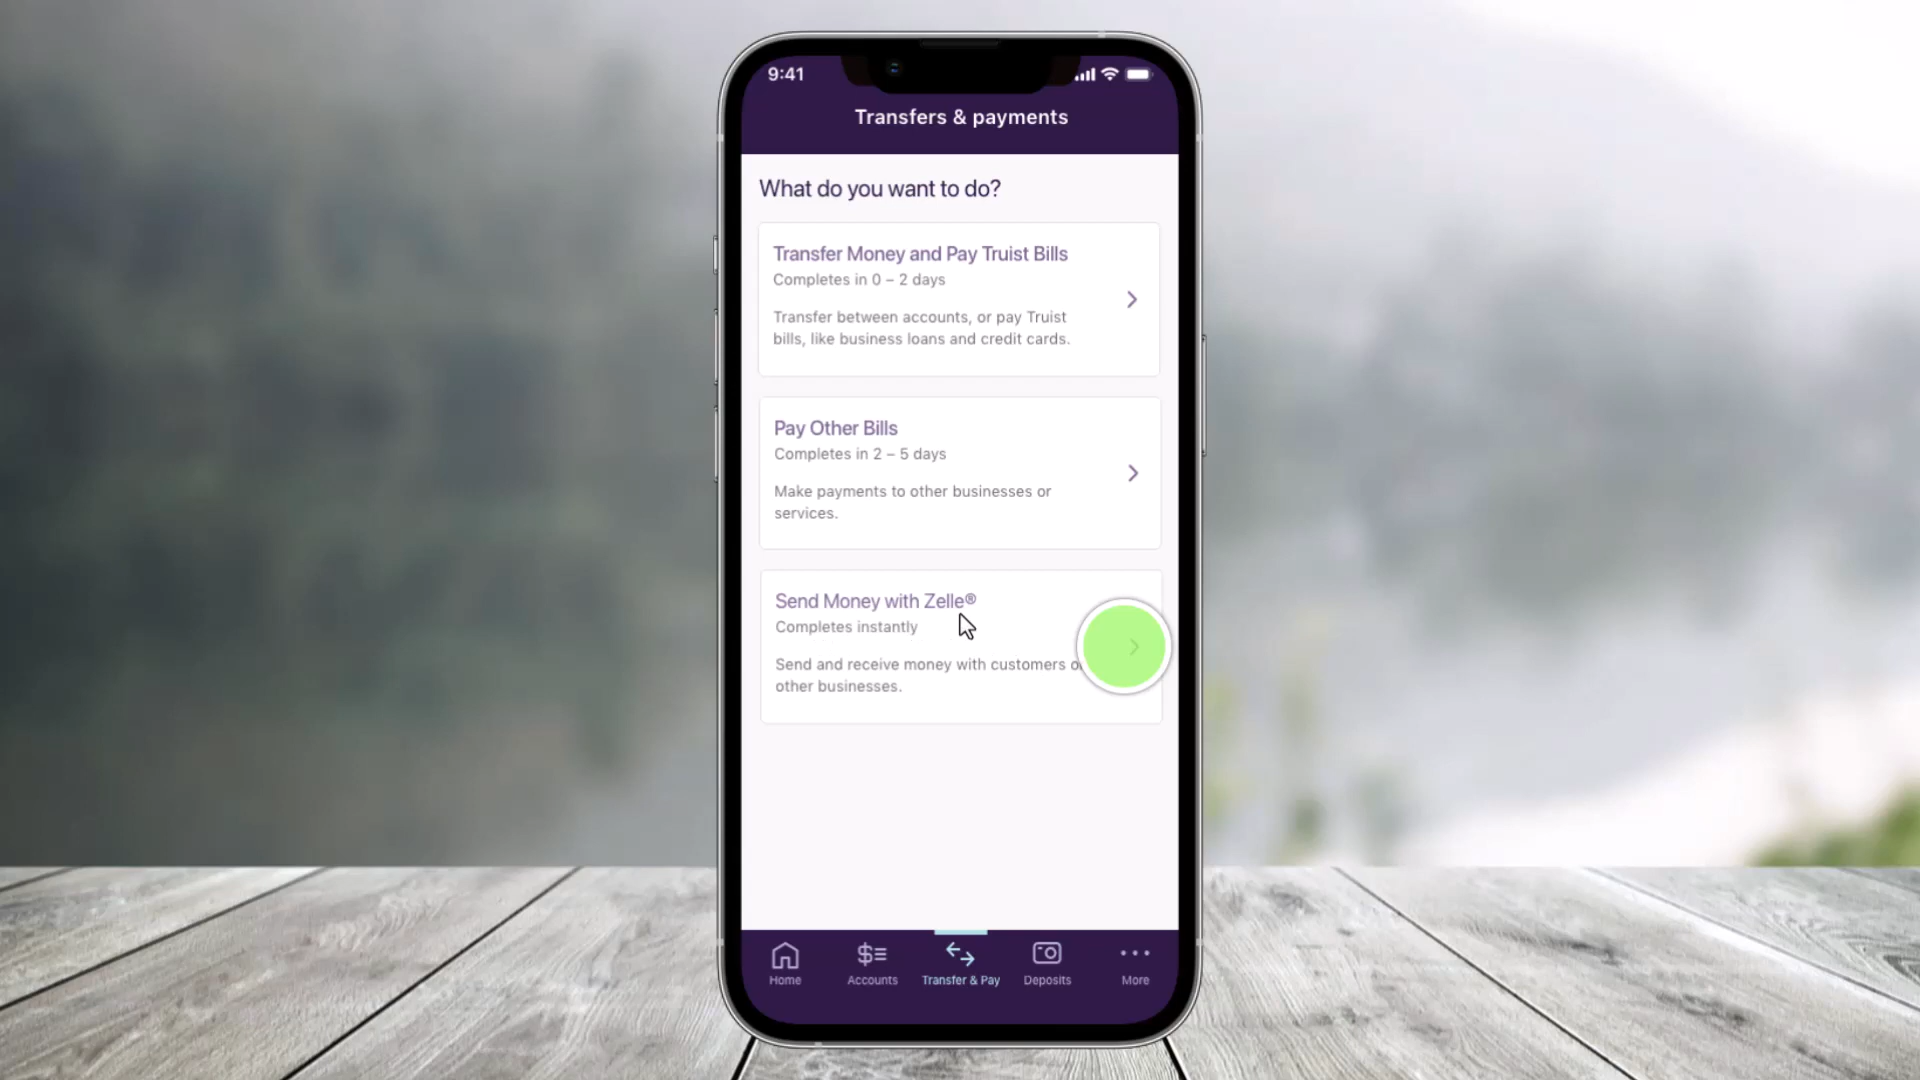 9:41
Transfers & payments
What do you want to do?
Transfer Money and Pay Truist Bills
Completes in 0 – 2 days
Transfer between accounts, or pay Truist
bills, like business loans and credit cards.
Pay Other Bills
Completes in 2 – 5 days
Make payments to other businesses or
services.
Send Money with Zelle®
Completes instantly
Send and receive money with customers or
other businesses.
Home
Accounts
Transfer & Pay
Deposits
More